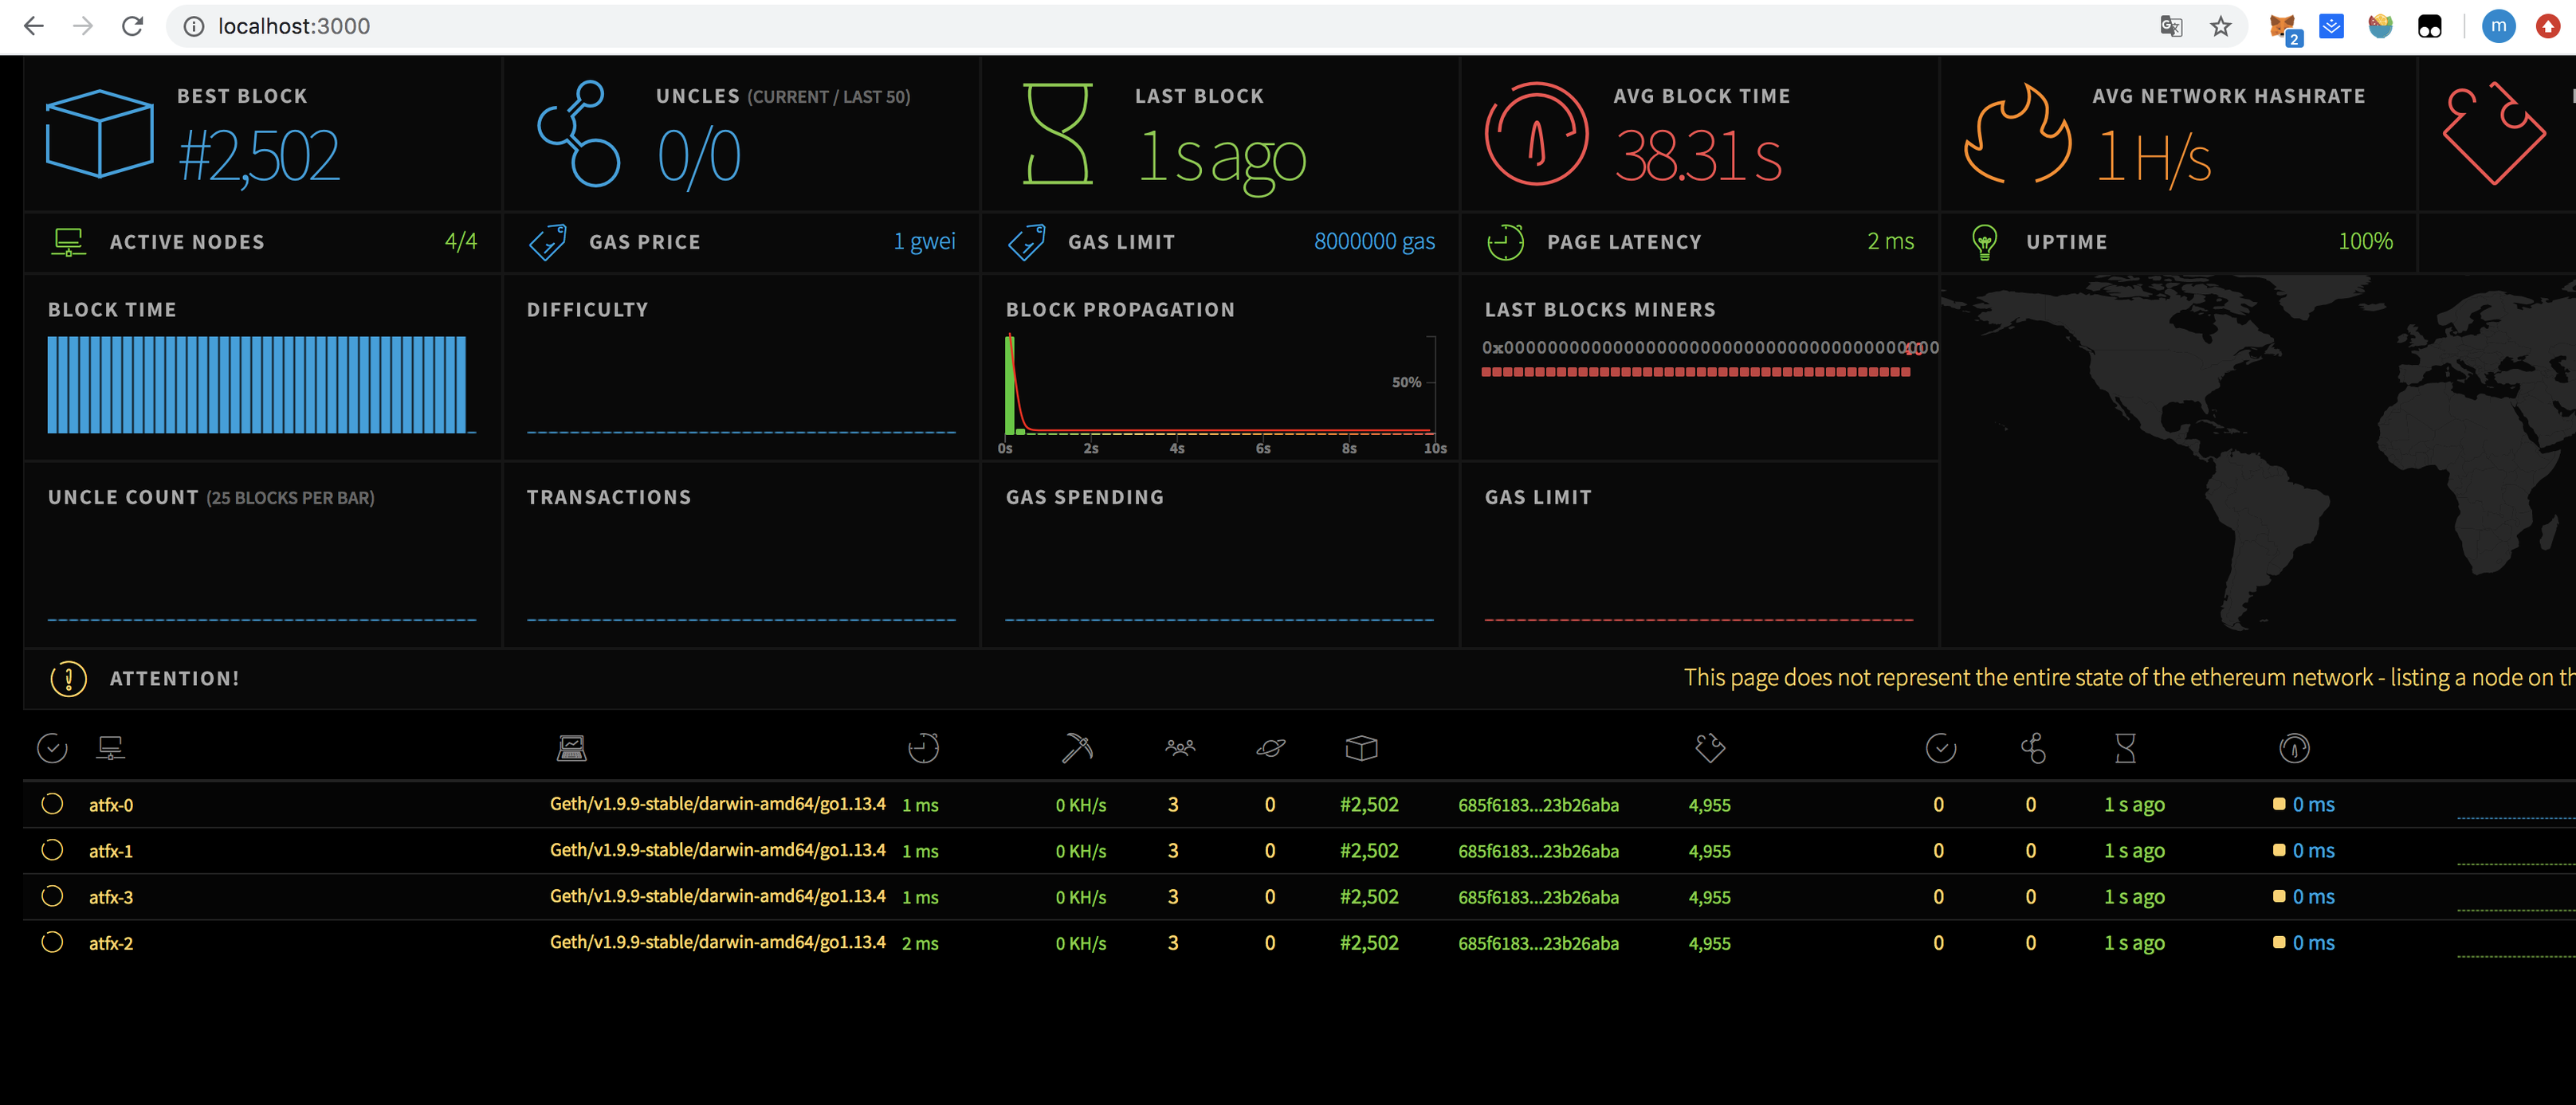 localhost:3000
2
m
BEST BLOCK
#2,502
UNCLES (CURRENT / LAST 50)
0/0
LAST BLOCK
1 s ago
AVG BLOCK TIME
38.31 s
AVG NETWORK HASHRATE
1 H/s
ACTIVE NODES 4/4
GAS PRICE 1 gwei
GAS LIMIT 8000000 gas
PAGE LATENCY 2 ms
UPTIME 100%
BLOCK TIME
DIFFICULTY
BLOCK PROPAGATION
50%
0s 2s 4s 6s 8s 10s
LAST BLOCKS MINERS
UNCLE COUNT (25 BLOCKS PER BAR)
TRANSACTIONS
GAS SPENDING
GAS LIMIT
ATTENTION!
This page does not represent the entire state of the ethereum network - listing a node on th
atfx-0 Geth/v1.9.9-stable/darwin-amd64/go1.13.4 1 ms 0 KH/s 3 0 #2,502 685f6183...23b26aba 4,955 0 0 1 s ago 0 ms
atfx-1 Geth/v1.9.9-stable/darwin-amd64/go1.13.4 1 ms 0 KH/s 3 0 #2,502 685f6183...23b26aba 4,955 0 0 1 s ago 0 ms
atfx-3 Geth/v1.9.9-stable/darwin-amd64/go1.13.4 1 ms 0 KH/s 3 0 #2,502 685f6183...23b26aba 4,955 0 0 1 s ago 0 ms
atfx-2 Geth/v1.9.9-stable/darwin-amd64/go1.13.4 2 ms 0 KH/s 3 0 #2,502 685f6183...23b26aba 4,955 0 0 1 s ago 0 ms